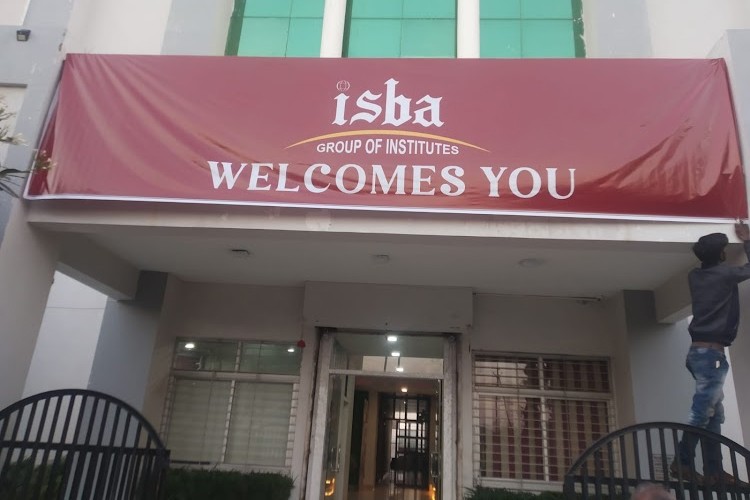 isba
GROUP OF INSTITUTES
WELCOMES YOU